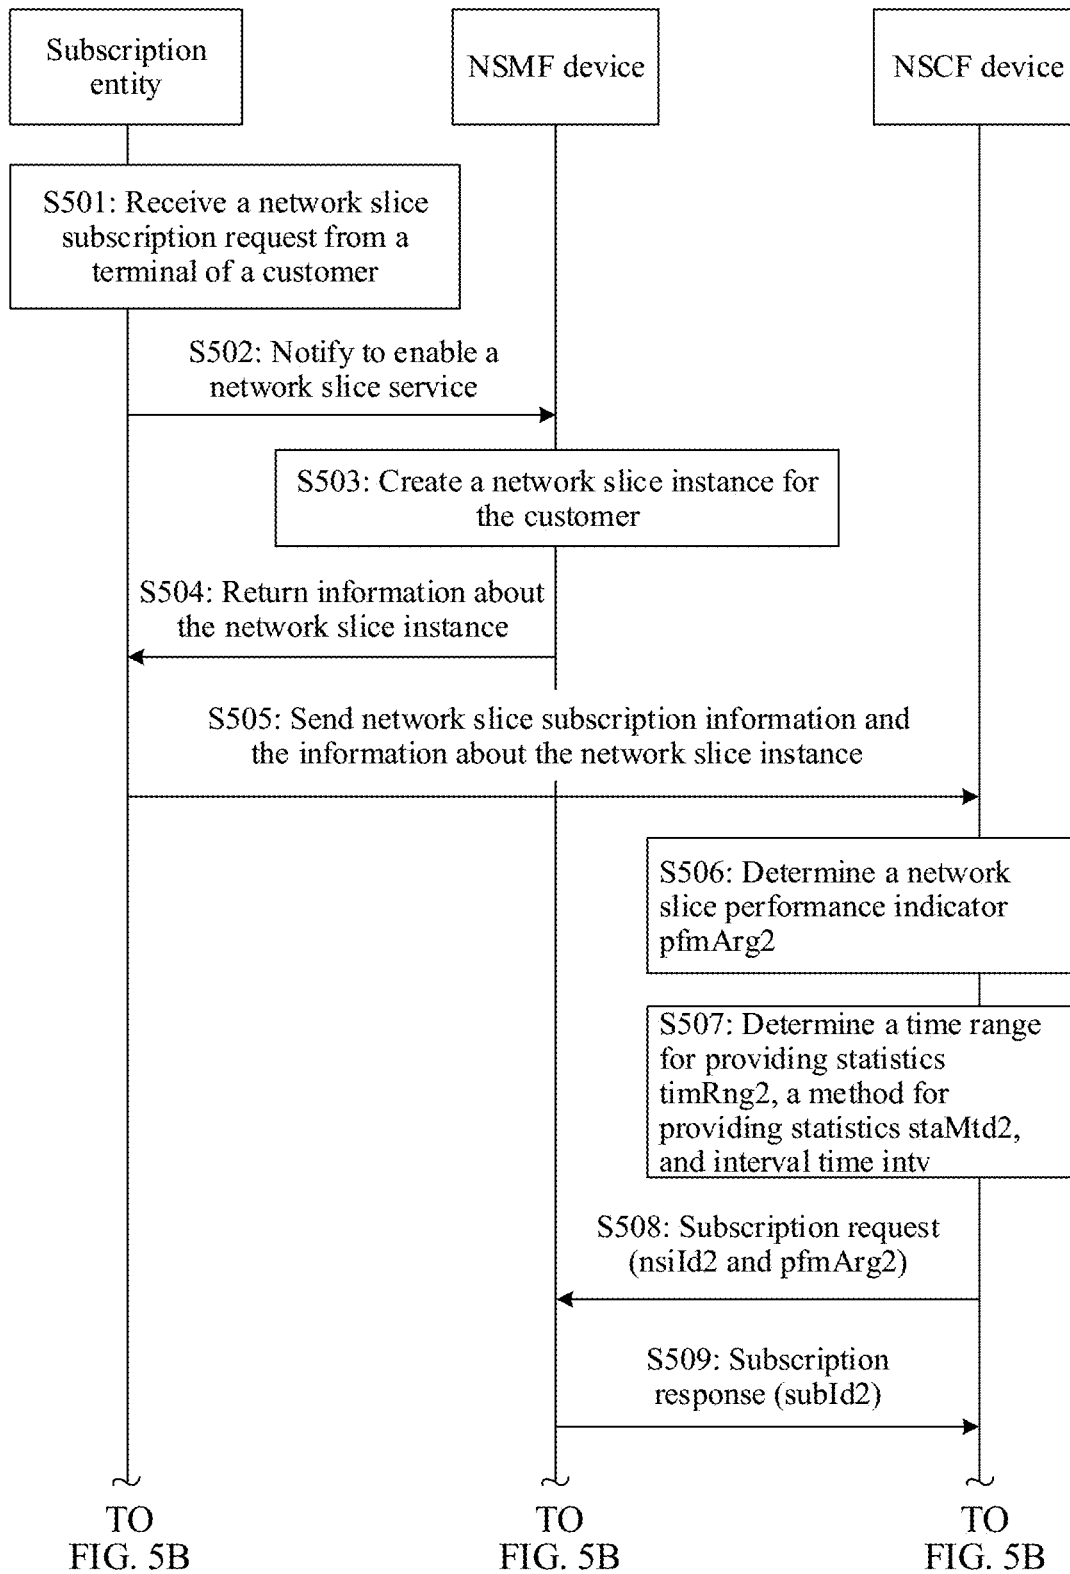 Subscription
entity
NSMF device
NSCF device
S501: Receive a network slice
subscription request from a
terminal of a customer
S502: Notify to enable a
network slice service
S503: Create a network slice instance for
the customer
S504: Return information about
the network slice instance
S505: Send network slice subscription information and
the information about the network slice instance
S506: Determine a network
slice performance indicator
pfmArg2
S507: Determine a time range
for providing statistics
timRng2, a method for
providing statistics staMtd2,
and interval time intv
S508: Subscription request
(nsiId2 and pfmArg2)
S509: Subscription
response (subId2)
TO
FIG. 5B
TO
FIG. 5B
TO
FIG. 5B